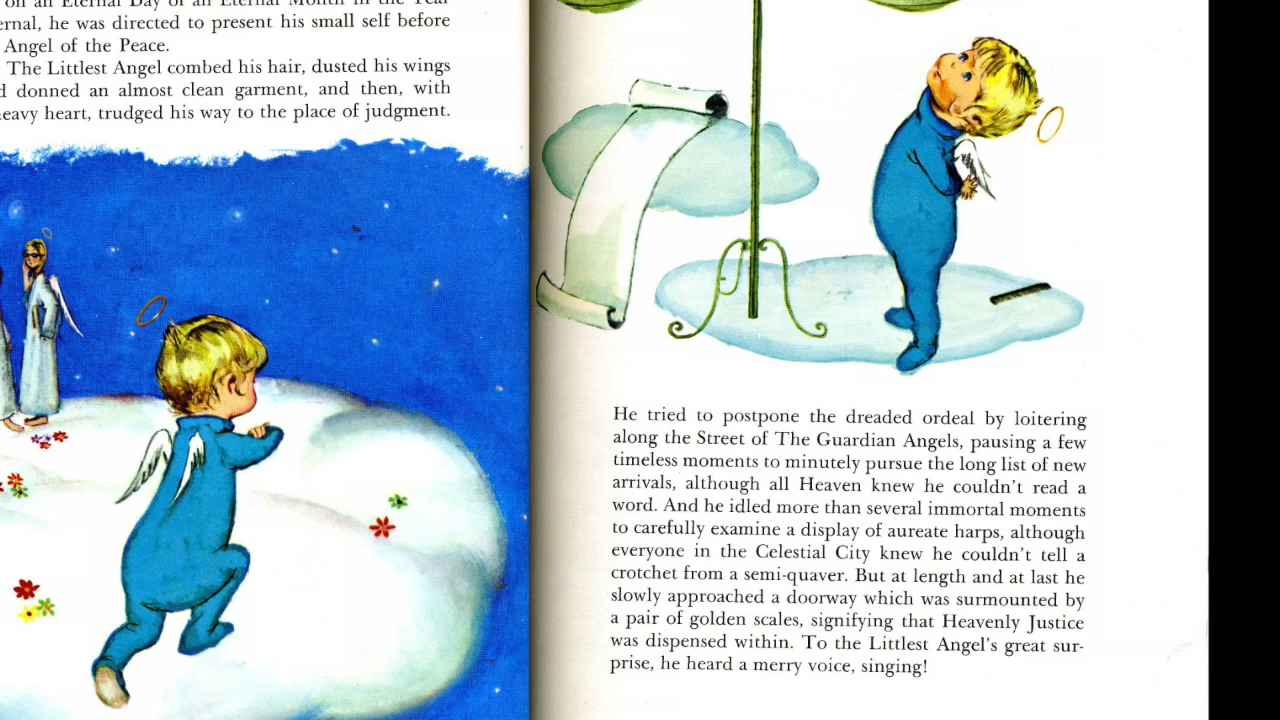 on an Eternal Day of an Eternal Month in the Year
ernal, he was directed to present his small self before
Angel of the Peace.
The Littlest Angel combed his hair, dusted his wings
donned an almost clean garment, and then, with
heavy heart, trudged his way to the place of judgment.
He tried to postpone the dreaded ordeal by loitering
along the Street of The Guardian Angels, pausing a few
timeless moments to minutely pursue the long list of new
arrivals, although all Heaven knew he couldn't read a
word. And he idled more than several immortal moments
to carefully examine a display of aureate harps, although
everyone in the Celestial City knew he couldn't tell a
crotchet from a semi-quaver. But at length and at last he
slowly approached a doorway which was surmounted by
a pair of golden scales, signifying that Heavenly Justice
was dispensed within. To the Littlest Angel's great sur-
prise, he heard a merry voice, singing!